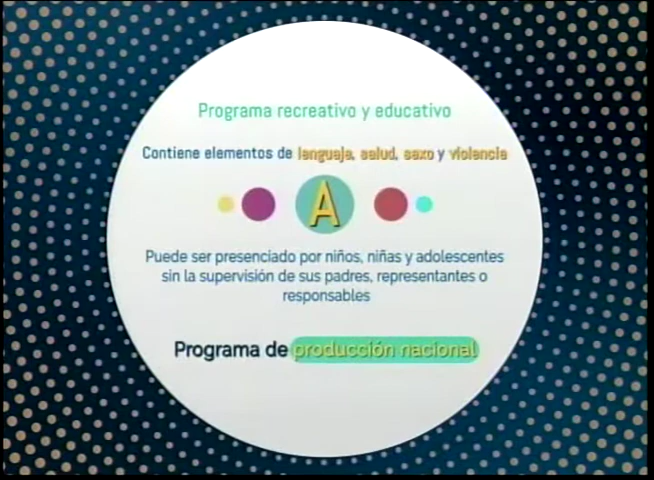 Programa recreativo y educativo
Contiene elementos de lenguaje, salud, sexo y violencia
A
Puede ser presenciado por niños, niñas y adolescentes
sin la supervisión de sus padres, representantes o
responsables
Programa de producción nacional